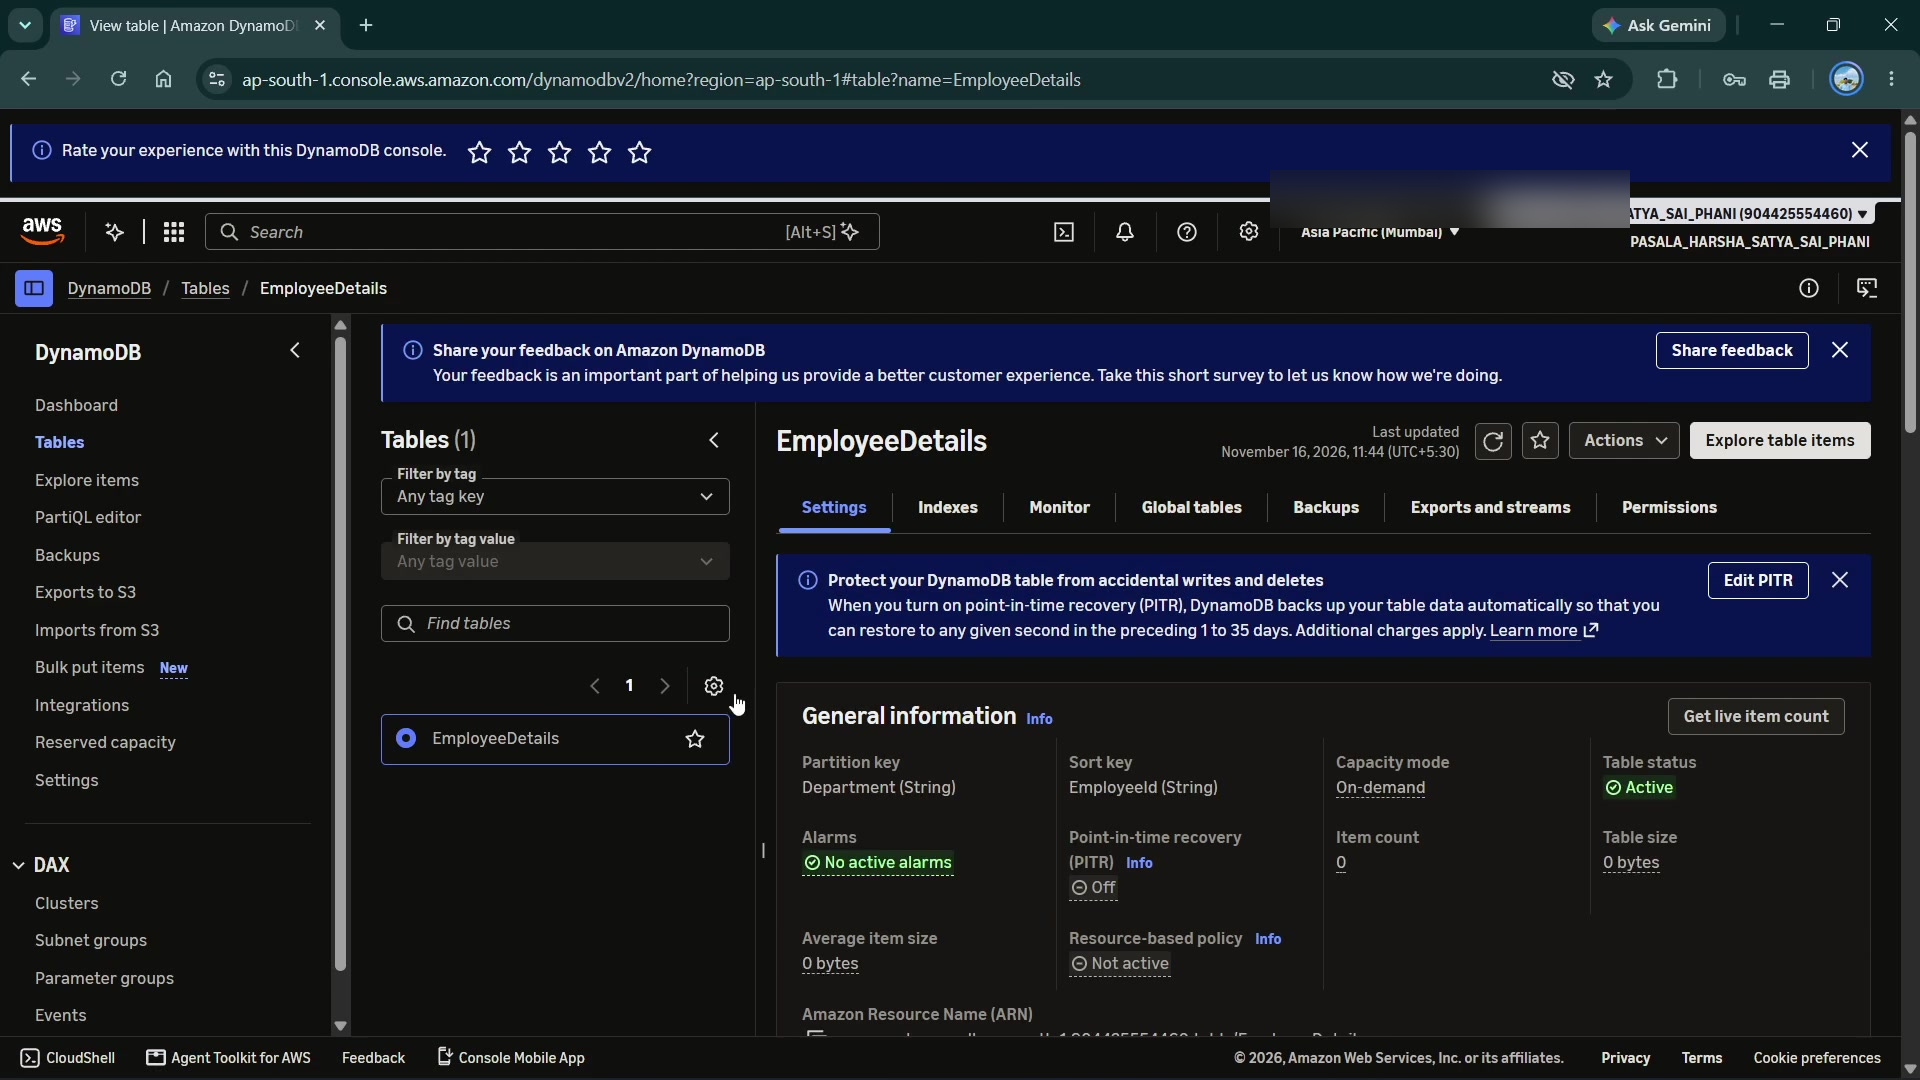 View table | Amazon DynamoD
Ask Gemini
ap-south-1.console.aws.amazon.com/dynamodbv2/home?region=ap-south-1#table?name=EmployeeDetails
Rate your experience with this DynamoDB console.
aws
Search [Alt+S]
Asia Pacific (Mumbai)
ATYA_SAI_PHANI (904425554460)
PASALA_HARSHA_SATYA_SAI_PHANI
DynamoDB / Tables / EmployeeDetails
DynamoDB
Dashboard
Tables
Explore items
PartiQL editor
Backups
Exports to S3
Imports from S3
Bulk put items New
Integrations
Reserved capacity
Settings
DAX
Clusters
Subnet groups
Parameter groups
Events
Share your feedback on Amazon DynamoDB
Your feedback is an important part of helping us provide a better customer experience. Take this short survey to let us know how we're doing.
Share feedback
Tables (1)
Filter by tag
Any tag key
Filter by tag value
Any tag value
Find tables
1
EmployeeDetails
EmployeeDetails
Last updated
November 16, 2026, 11:44 (UTC+5:30)
Actions
Explore table items
Settings
Indexes
Monitor
Global tables
Backups
Exports and streams
Permissions
Protect your DynamoDB table from accidental writes and deletes
When you turn on point-in-time recovery (PITR), DynamoDB backs up your table data automatically so that you
can restore to any given second in the preceding 1 to 35 days. Additional charges apply. Learn more
Edit PITR
General information Info
Get live item count
Partition key
Department (String)
Sort key
EmployeeId (String)
Capacity mode
On-demand
Table status
Active
Alarms
No active alarms
Point-in-time recovery
(PITR) Info
Off
Item count
0
Table size
0 bytes
Average item size
0 bytes
Resource-based policy Info
Not active
Amazon Resource Name (ARN)
CloudShell
Agent Toolkit for AWS
Feedback
Console Mobile App
© 2026, Amazon Web Services, Inc. or its affiliates.
Privacy
Terms
Cookie preferences